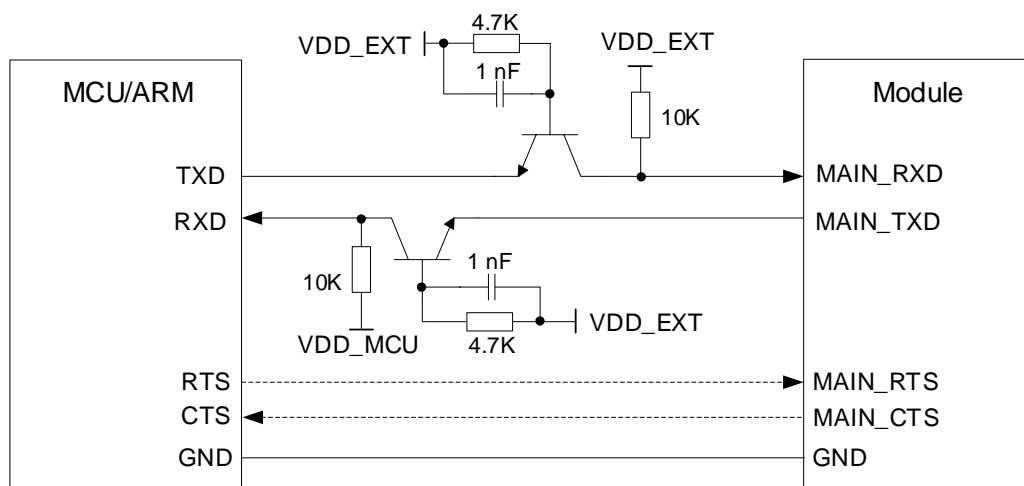 4.7K
VDD_EXT
VDD_EXT
1 nF
MCU/ARM
Module
10K
TXD
MAIN_RXD
RXD
MAIN_TXD
1 nF
10K
VDD_EXT
VDD_MCU
4.7K
RTS
MAIN_RTS
CTS
MAIN_CTS
GND
GND